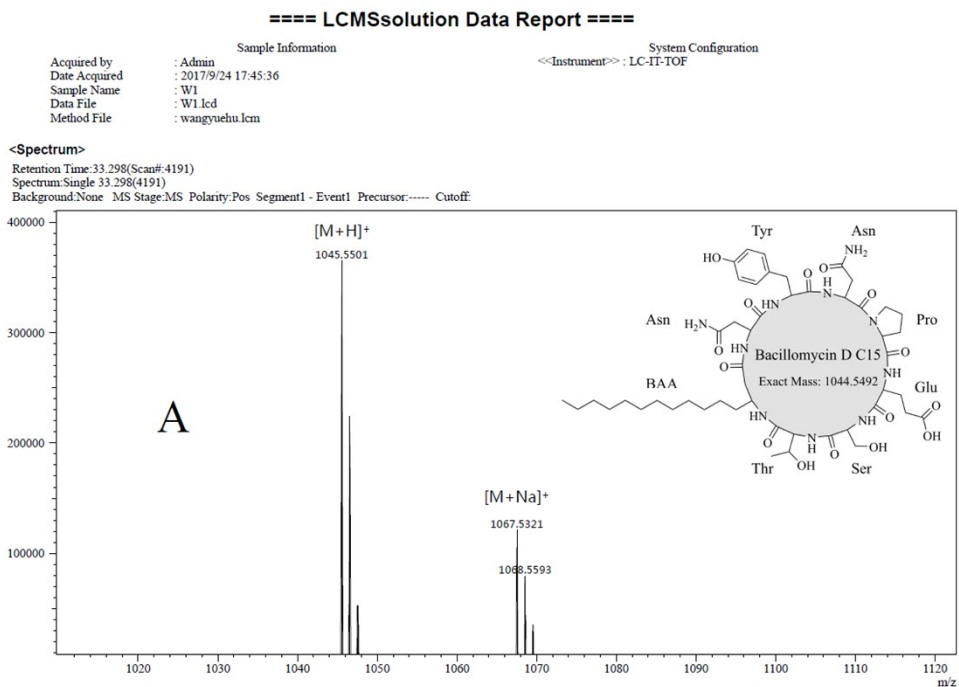 ==== LCMSsolution Data Report ====
Sample Information
System Configuration
Acquired by : Admin
<<Instrument>> : LC-IT-TOF
Date Acquired : 2017/9/24 17:45:36
Sample Name : W1
Data File : W1.lcd
Method File : wangyuehu.lcm
<Spectrum>
Retention Time:33.298(Scan#:4191)
Spectrum:Single 33.298(4191)
Background:None MS Stage:MS Polarity:Pos Segment1 - Event1 Precursor:----- Cutoff:
400000
300000
200000
100000
[M+H]+
1045.5501
A
[M+Na]+
1067.5321
1068.5593
Tyr
Asn
HO
O
NH2
O
H
N
O
HN
O
N
Pro
Asn
H2N
O
HN
O
Bacillomycin D C15
Exact Mass: 1044.5492
O
NH
Glu
BAA
O
OH
HN
O
NH
O
N
H
O
OH
OH
Thr
Ser
1020
1030
1040
1050
1060
1070
1080
1090
1100
1110
1120
m/z